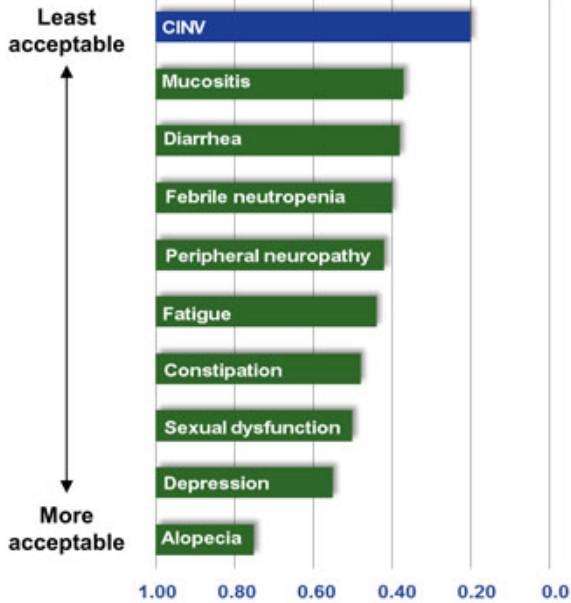 Least
acceptable
CINV
Mucositis
Diarrhea
Febrile neutropenia
Peripheral neuropathy
Fatigue
Constipation
Sexual dysfunction
Depression
More
acceptable
Alopecia
1.00 0.80 0.60 0.40 0.20 0.0